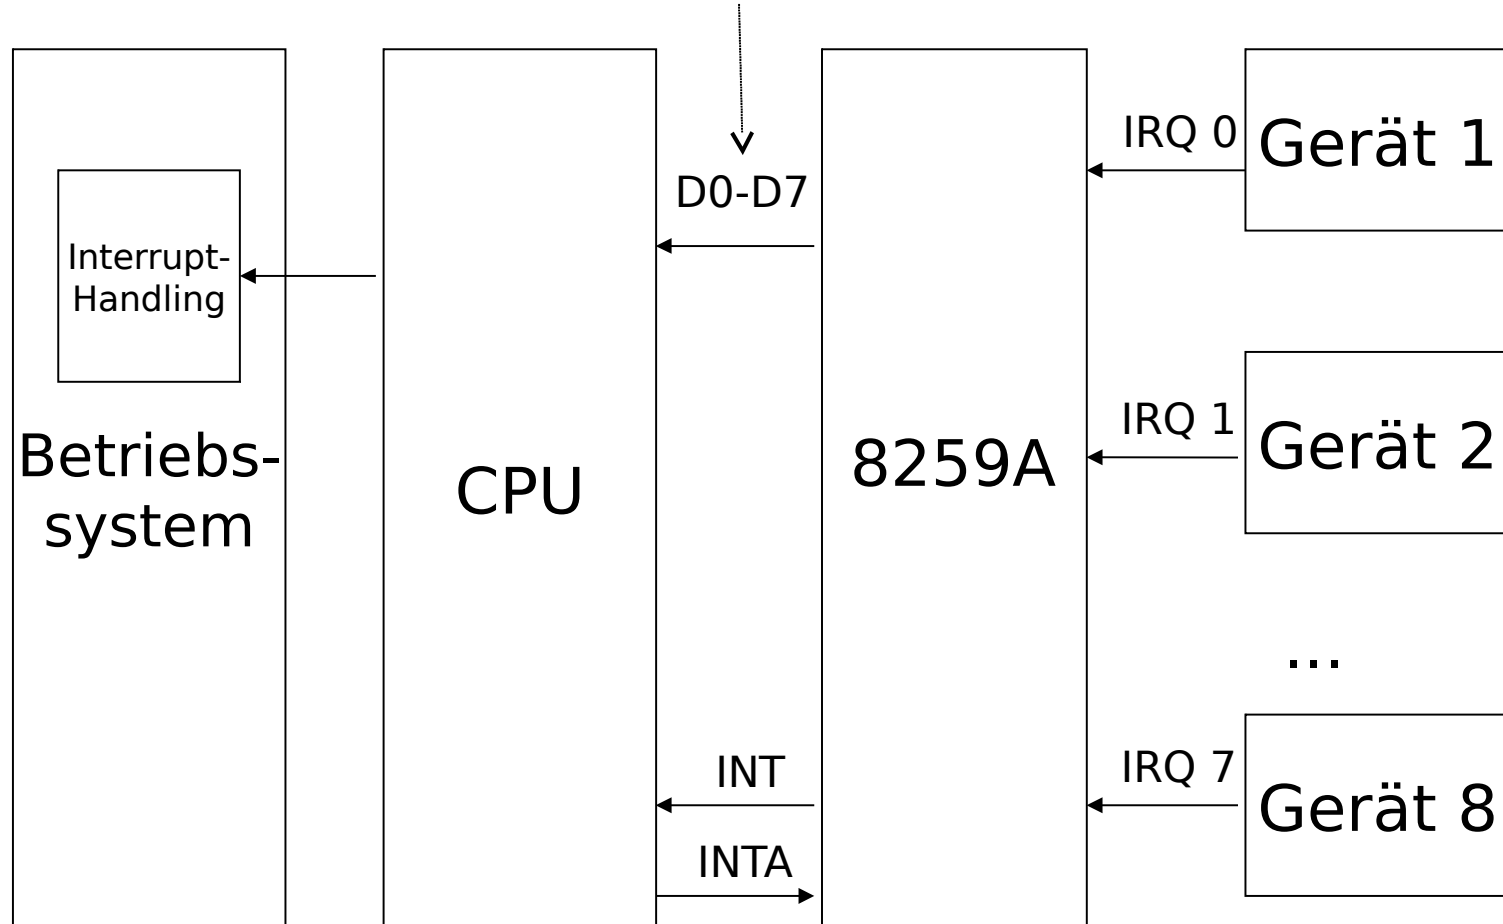 IRQ 0
Gerät 1
D0-D7
Interrupt-
Handling
IRQ 1
Gerät 2
Betriebs-
system
CPU
8259A
...
INT
IRQ 7
Gerät 8
INTA